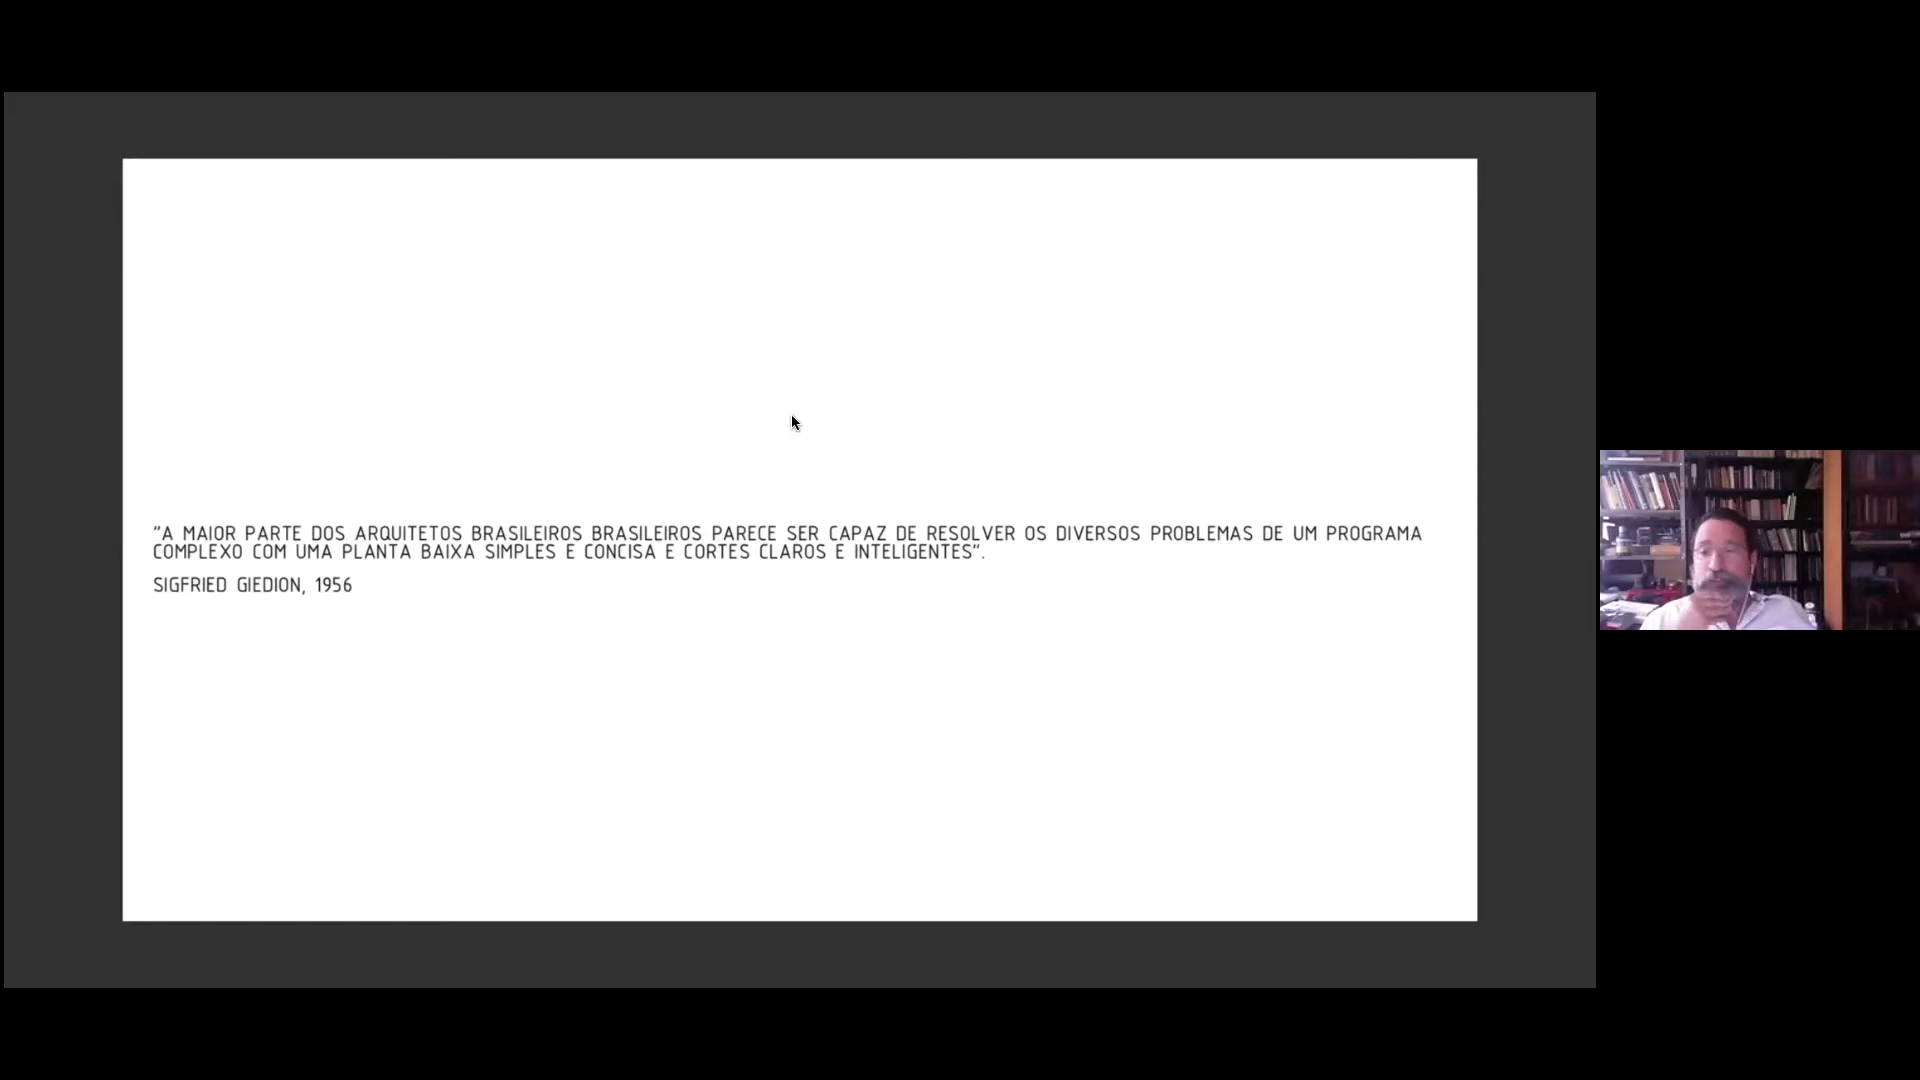 "A MAIOR PARTE DOS ARQUITETOS BRASILEIROS BRASILEIROS PARECE SER CAPAZ DE RESOLVER OS DIVERSOS PROBLEMAS DE UM PROGRAMA
COMPLEXO COM UMA PLANTA BAIXA SIMPLES E CONCISA E CORTES CLAROS E INTELIGENTES".
SIGFRIED GIEDION, 1956